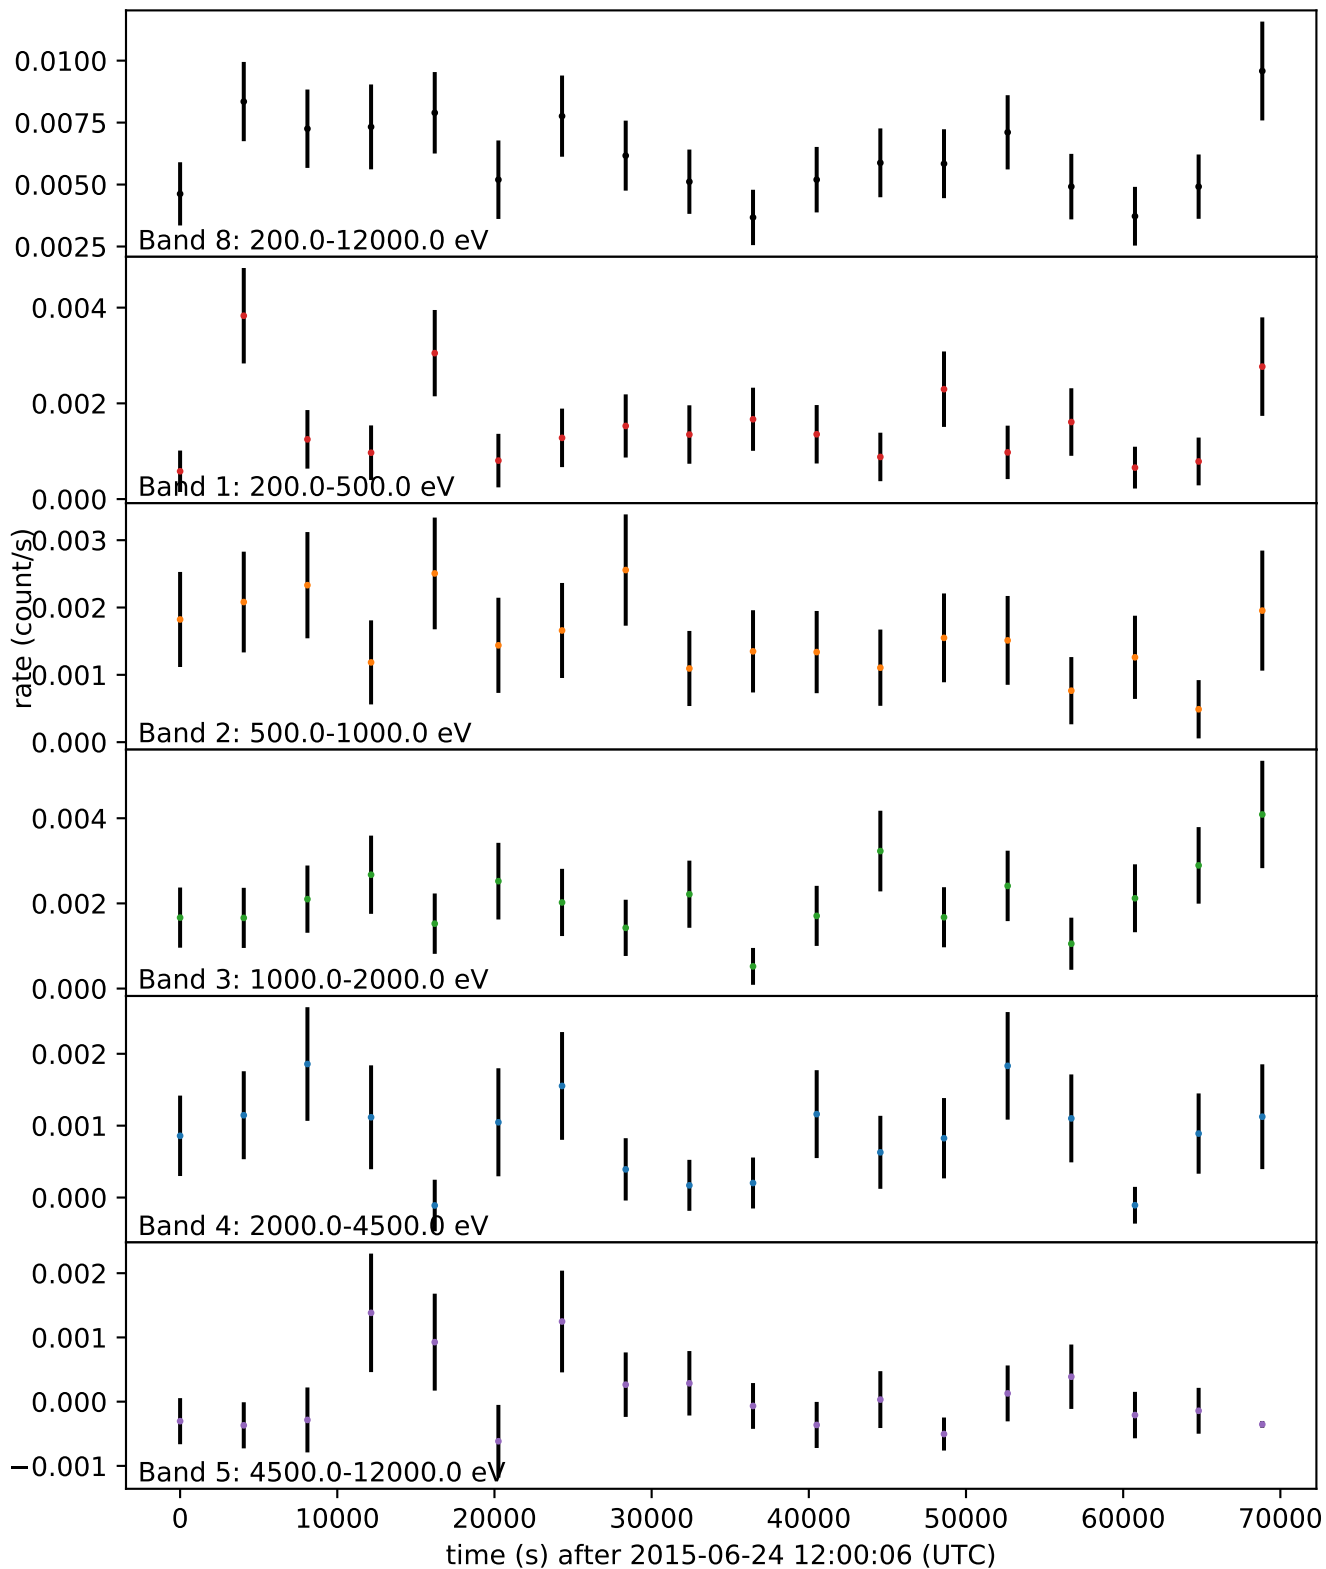 0.0100
0.0075
0.0050
0.0025
Band 8: 200.0-12000.0 eV
0.004
0.002
0.000
Band 1: 200.0-500.0 eV
rate (count/s)
0.003
0.002
0.001
0.000
Band 2: 500.0-1000.0 eV
0.004
0.002
0.000
Band 3: 1000.0-2000.0 eV
0.002
0.001
0.000
Band 4: 2000.0-4500.0 eV
0.002
0.001
0.000
−0.001
Band 5: 4500.0-12000.0 eV
0 10000 20000 30000 40000 50000 60000 70000
time (s) after 2015-06-24 12:00:06 (UTC)